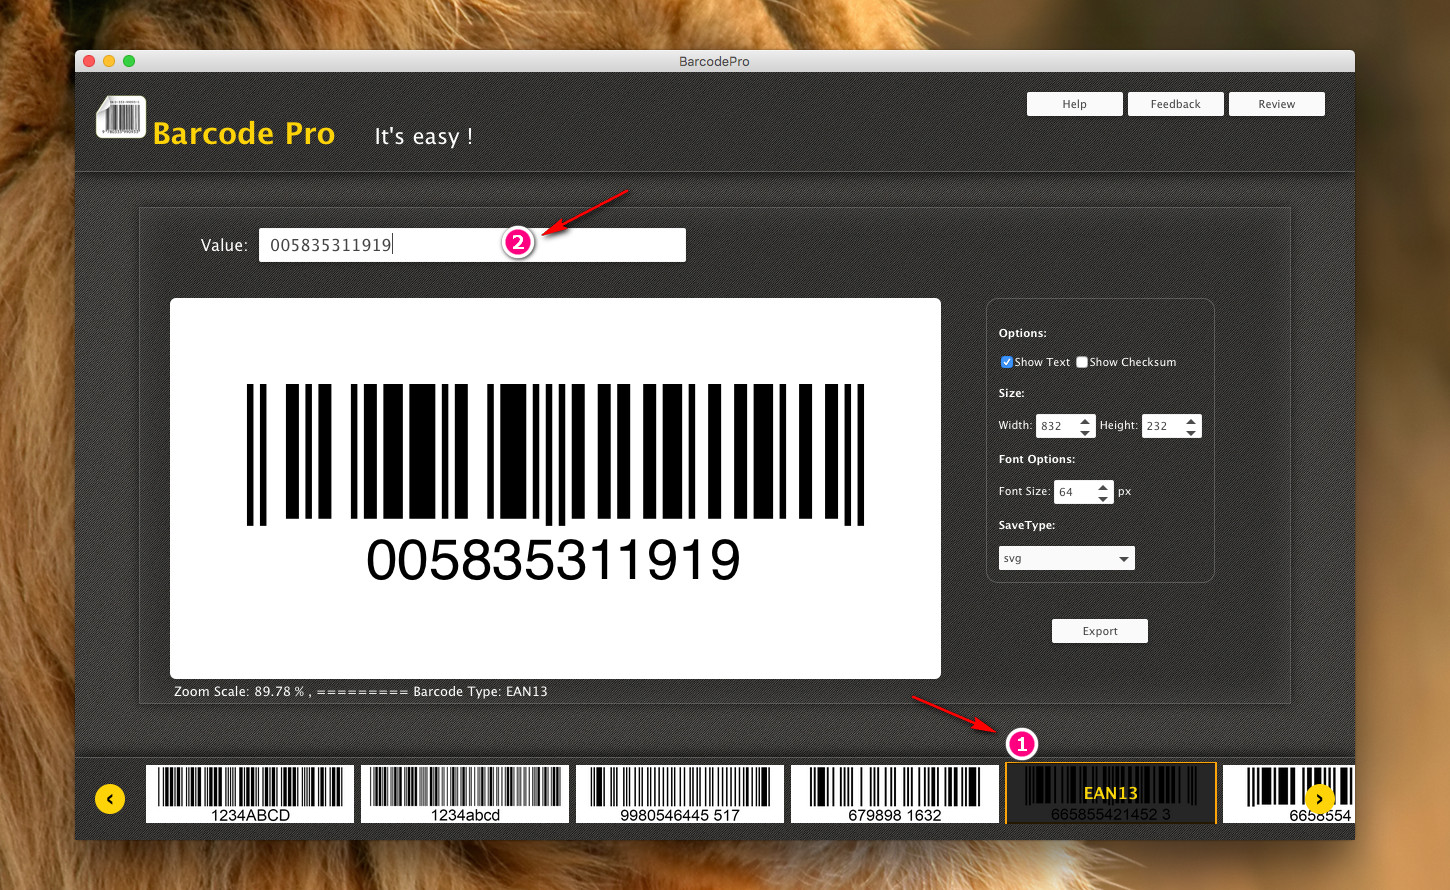 BarcodePro
Help
Feedback
Review
Barcode Pro
It's easy !
Value:
005835311919
2
005835311919
Options:
Show Text
Show Checksum
Size:
Width: 832 Height: 232
Font Options:
Font Size: 64 px
SaveType:
svg
Export
Zoom Scale: 89.78 % , ========= Barcode Type: EAN13
1
1234ABCD
1234abcd
9980546445 517
679898 1632
EAN13
665855421452 3
6658554